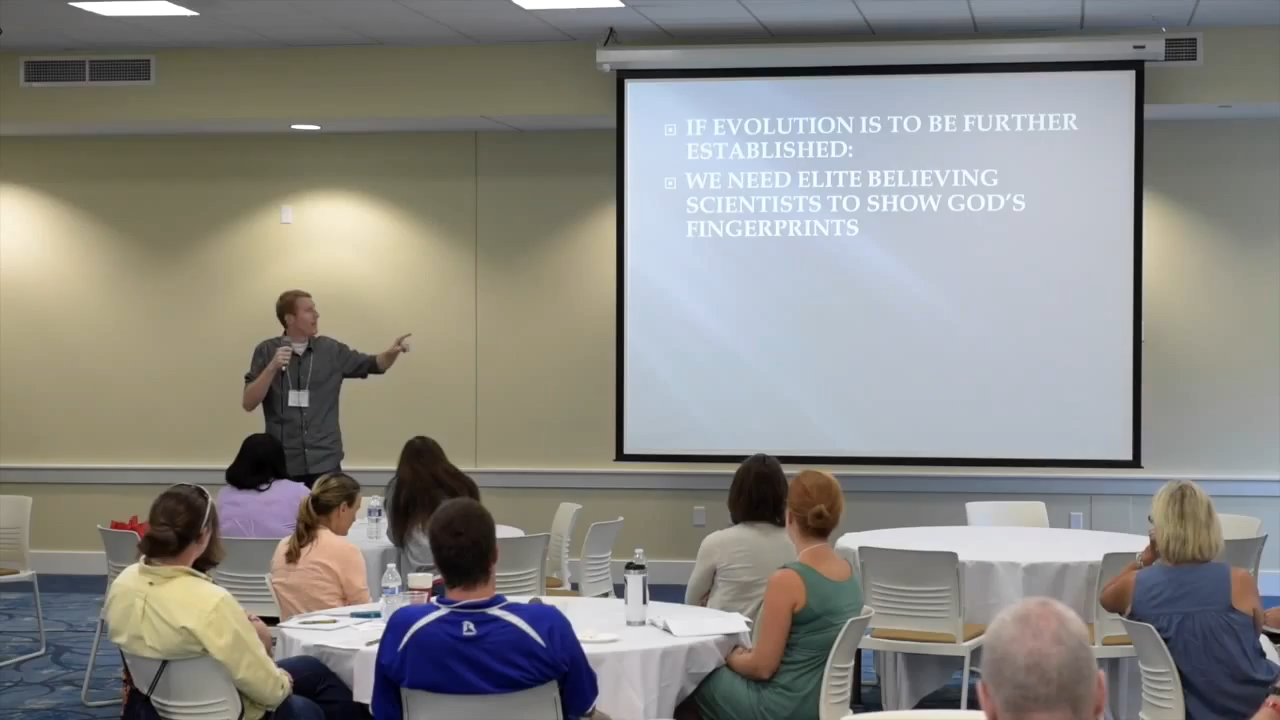 IF EVOLUTION IS TO BE FURTHER
ESTABLISHED:
WE NEED ELITE BELIEVING
SCIENTISTS TO SHOW GOD'S
FINGERPRINTS